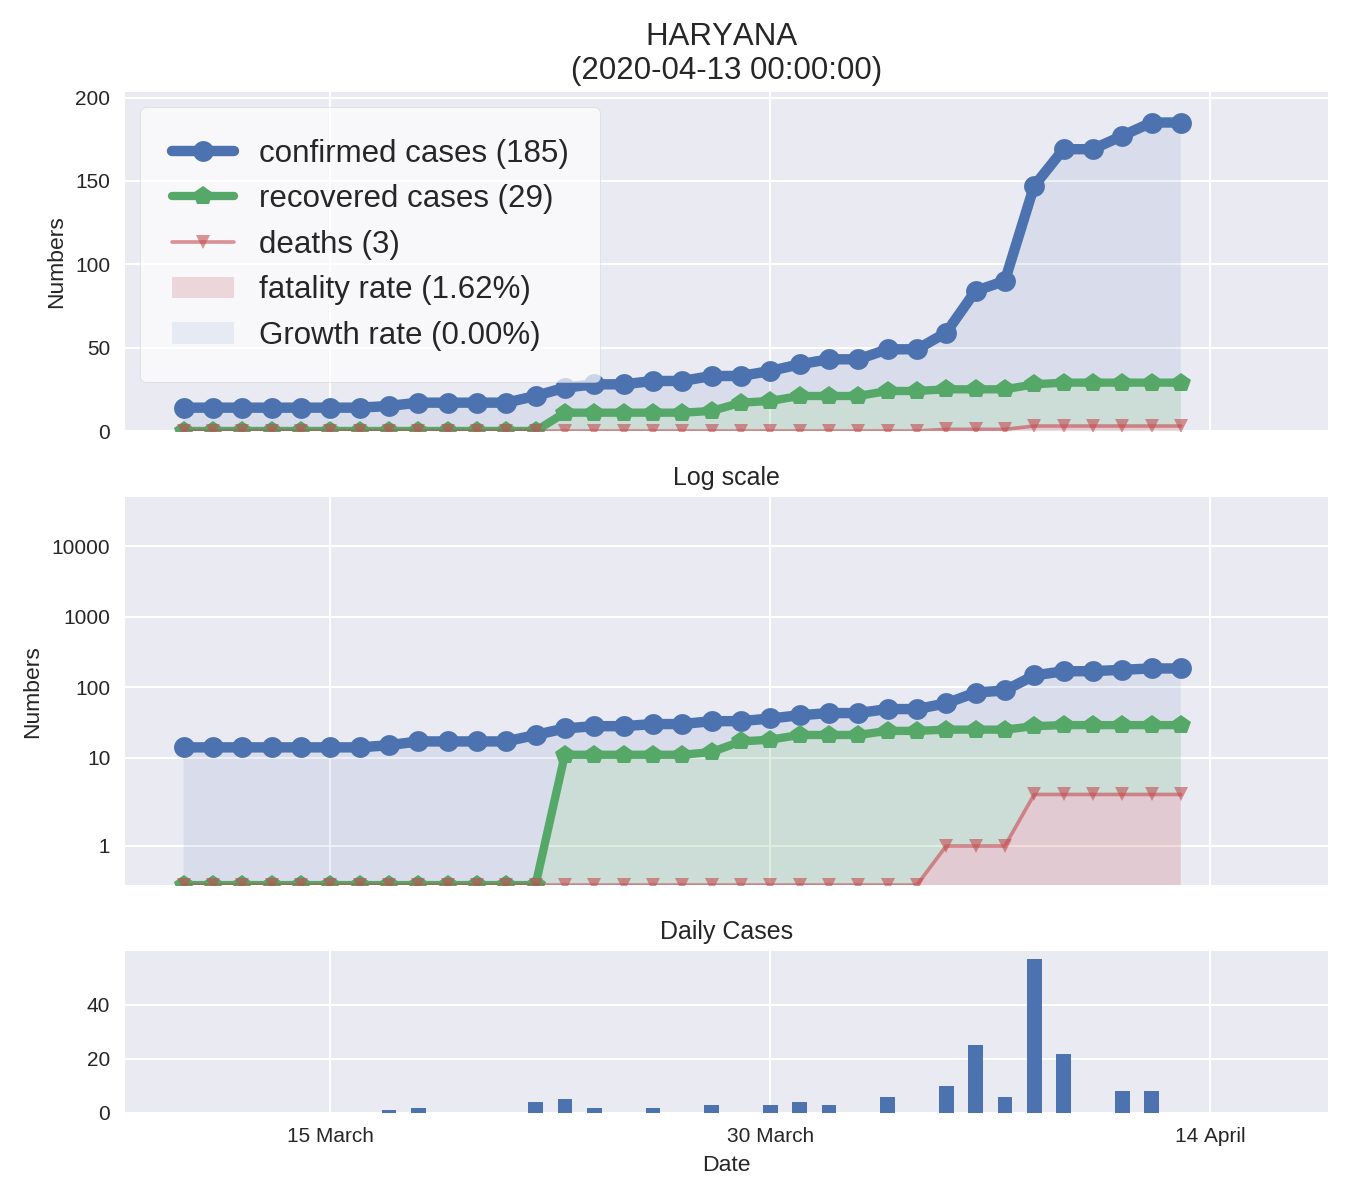 HARYANA
(2020-04-13 00:00:00)
200
150
100
50
0
Numbers
confirmed cases (185)
recovered cases (29)
deaths (3)
fatality rate (1.62%)
Growth rate (0.00%)
Log scale
10000
1000
100
10
1
Numbers
Daily Cases
40
20
0
15 March
30 March
14 April
Date